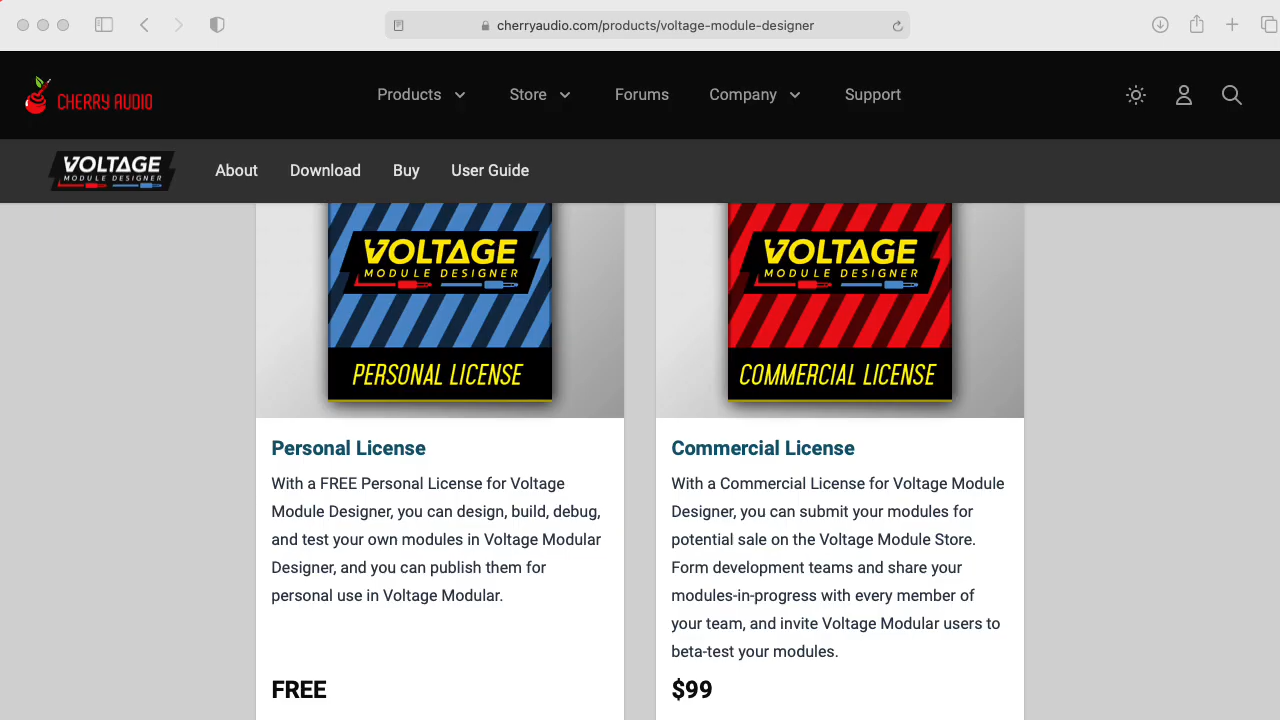 cherryaudio.com/products/voltage-module-designer
CHERRY AUDIO
Products
Store
Forums
Company
Support
VOLTAGE
MODULE DESIGNER
About
Download
Buy
User Guide
VOLTAGE
MODULE DESIGNER
PERSONAL LICENSE
VOLTAGE
MODULE DESIGNER
COMMERCIAL LICENSE
Personal License
With a FREE Personal License for Voltage
Module Designer, you can design, build, debug,
and test your own modules in Voltage Modular
Designer, and you can publish them for
personal use in Voltage Modular.
FREE
Commercial License
With a Commercial License for Voltage Module
Designer, you can submit your modules for
potential sale on the Voltage Module Store.
Form development teams and share your
modules-in-progress with every member of
your team, and invite Voltage Modular users to
beta-test your modules.
$99